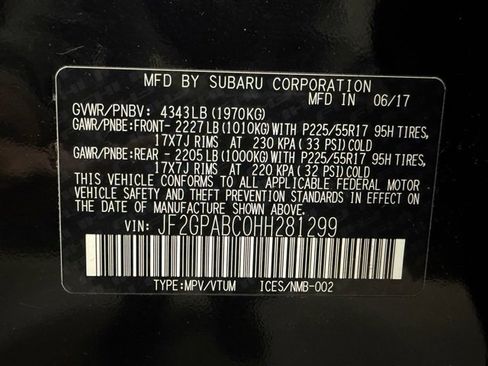 MFD BY SUBARU CORPORATION
MFD IN 06/17
GVWR/PNBV: 4343LB(1970KG)
GAWR/PNBE:FRONT- 2227LB(1010KG)WITH P225/55R17 95H TIRES,
17X7J RIMS AT 230 KPA( 33 PSI)COLD
GAWR/PNBE:REAR - 2205LB(1000KG)WITH P225/55R17 95H TIRES,
17X7J RIMS AT 220 KPA( 32 PSI)COLD
THIS VEHICLE CONFORMS TO ALL APPLICABLE FEDERAL MOTOR
VEHICLE SAFETY AND THEFT PREVENTION STANDARDS IN EFFECT
ON THE DATE OF MANUFACTURE SHOWN ABOVE.
VIN: JF2GPABC0HH281299
TYPE:MPV/VTUM ICES/NMB-002